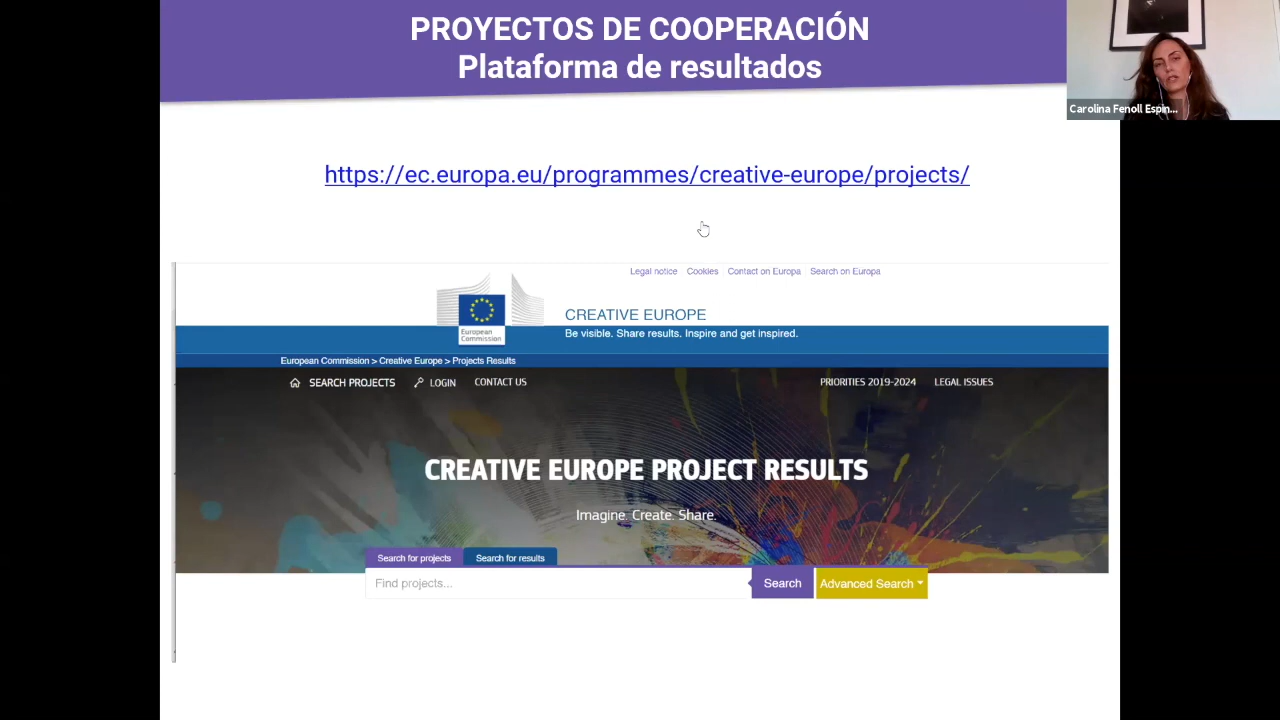 PROYECTOS DE COOPERACIÓN
Plataforma de resultados
Carolina Fenoll Espin...
https://ec.europa.eu/programmes/creative-europe/projects/
Legal notice Cookies Contact on Europa Search on Europa
European
Commission
CREATIVE EUROPE
Be visible. Share results. Inspire and get inspired.
European Commission > Creative Europe > Projects Results
SEARCH PROJECTS LOGIN CONTACT US PRIORITIES 2019-2024 LEGAL ISSUES
CREATIVE EUROPE PROJECT RESULTS
Imagine. Create. Share.
Search for projects Search for results
Find projects... Search Advanced Search